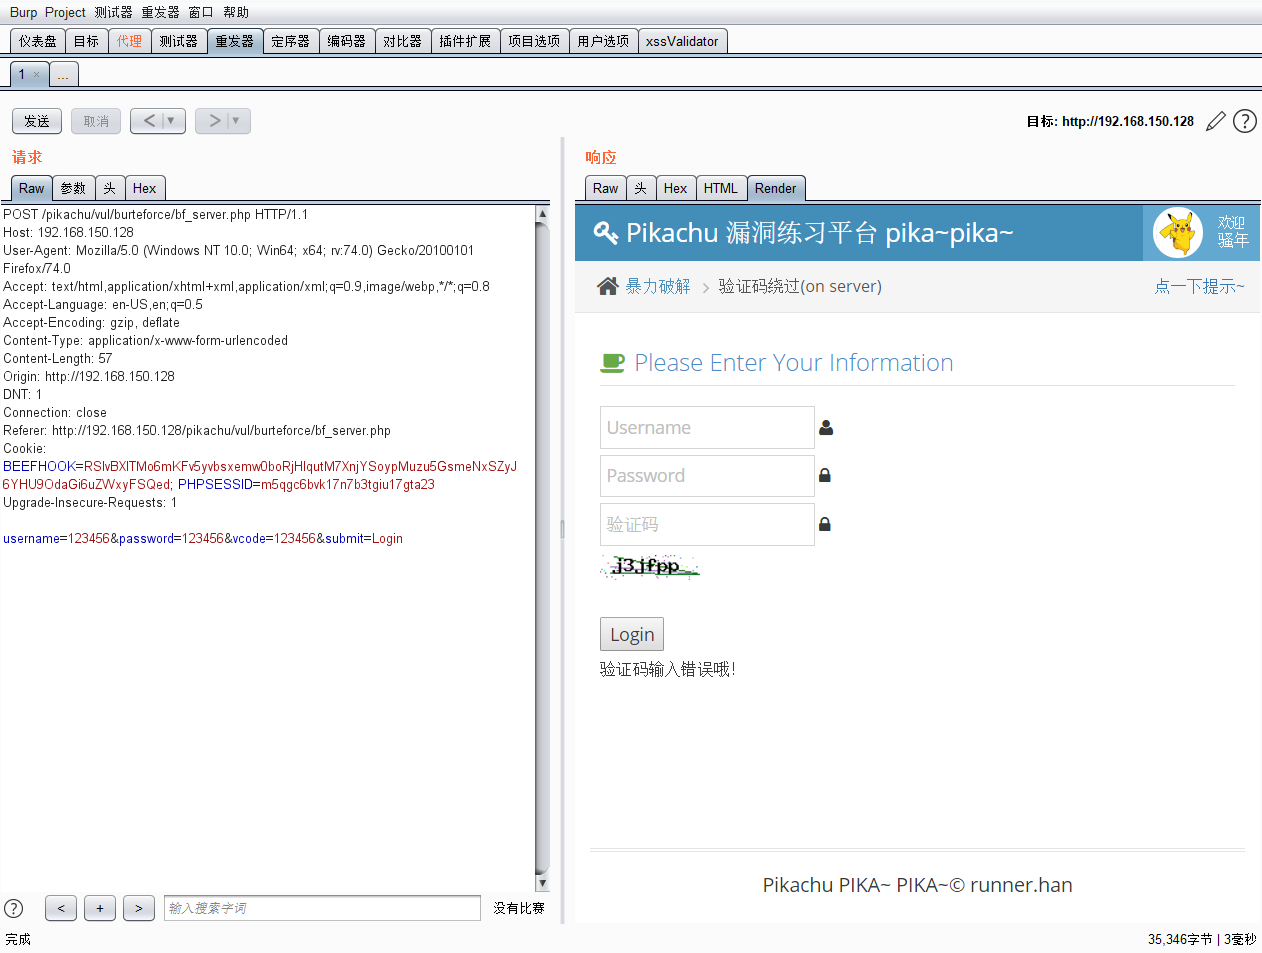 Burp Project 测试器 重发器 窗口 帮助
仪表盘 目标 代理 测试器 重发器 定序器 编码器 对比器 插件扩展 项目选项 用户选项 xssValidator
1 × ...
发送 取消 < ▼ > ▼ 目标: http://192.168.150.128 ?
请求
Raw 参数 头 Hex
POST /pikachu/vul/burteforce/bf_server.php HTTP/1.1
Host: 192.168.150.128
User-Agent: Mozilla/5.0 (Windows NT 10.0; Win64; x64; rv:74.0) Gecko/20100101
Firefox/74.0
Accept: text/html,application/xhtml+xml,application/xml;q=0.9,image/webp,*/*;q=0.8
Accept-Language: en-US,en;q=0.5
Accept-Encoding: gzip, deflate
Content-Type: application/x-www-form-urlencoded
Content-Length: 57
Origin: http://192.168.150.128
DNT: 1
Connection: close
Referer: http://192.168.150.128/pikachu/vul/burteforce/bf_server.php
Cookie:
PHPSESSID=m5qgc6bvk17n7b3tgiu17gta23
Upgrade-Insecure-Requests: 1
username=123456&password=123456&vcode=123456&submit=Login
? < + > 输入搜索字词 没有比赛
完成
响应
Raw 头 Hex HTML Render
Pikachu 漏洞练习平台 pika~pika~
欢迎
骚年
暴力破解 > 验证码绕过(on server) 点一下提示~
Please Enter Your Information
Username
Password
验证码
j3jfpp
Login
验证码输入错误哦!
Pikachu PIKA~ PIKA~© runner.han
35,346字节 | 3毫秒